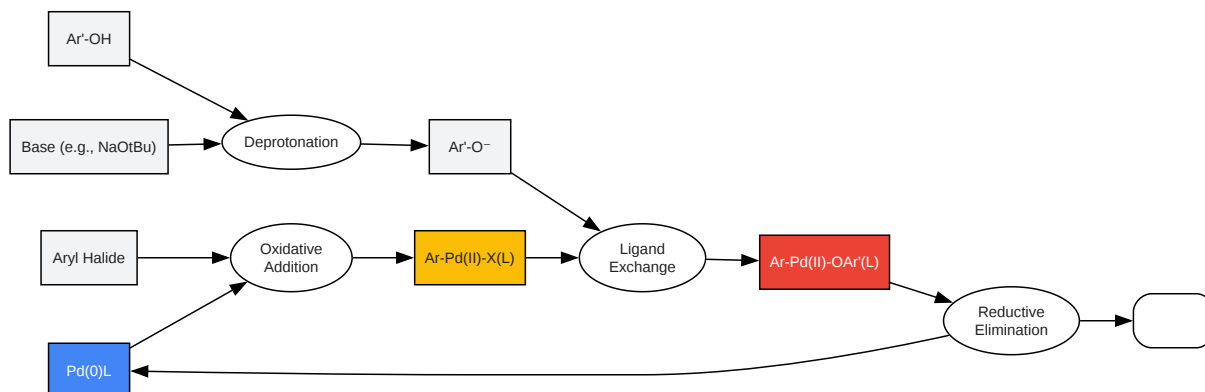 Ar'-OH
Base (e.g., NaOtBu)
Deprotonation
Ar'-O⁻
Aryl Halide
Oxidative
Addition
Ar-Pd(II)-X(L)
Ligand
Exchange
Ar-Pd(II)-OAr'(L)
Reductive
Elimination
Pd(0)L